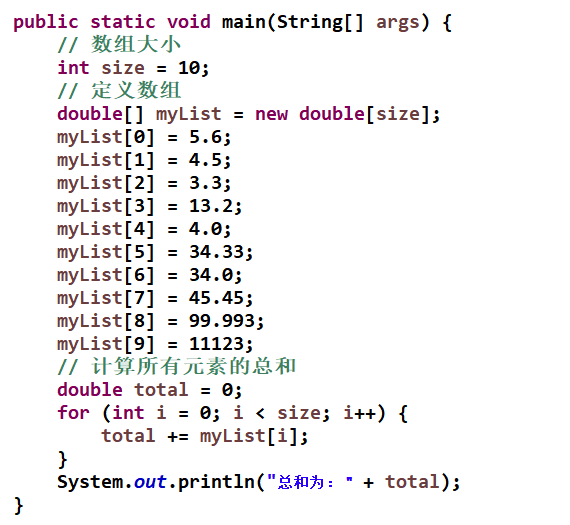 public static void main(String[] args) {
// 数组大小
int size = 10;
// 定义数组
double[] myList = new double[size];
myList[0] = 5.6;
myList[1] = 4.5;
myList[2] = 3.3;
myList[3] = 13.2;
myList[4] = 4.0;
myList[5] = 34.33;
myList[6] = 34.0;
myList[7] = 45.45;
myList[8] = 99.993;
myList[9] = 11123;
// 计算所有元素的总和
double total = 0;
for (int i = 0; i < size; i++) {
total += myList[i];
}
System.out.println("总和为：" + total);
}